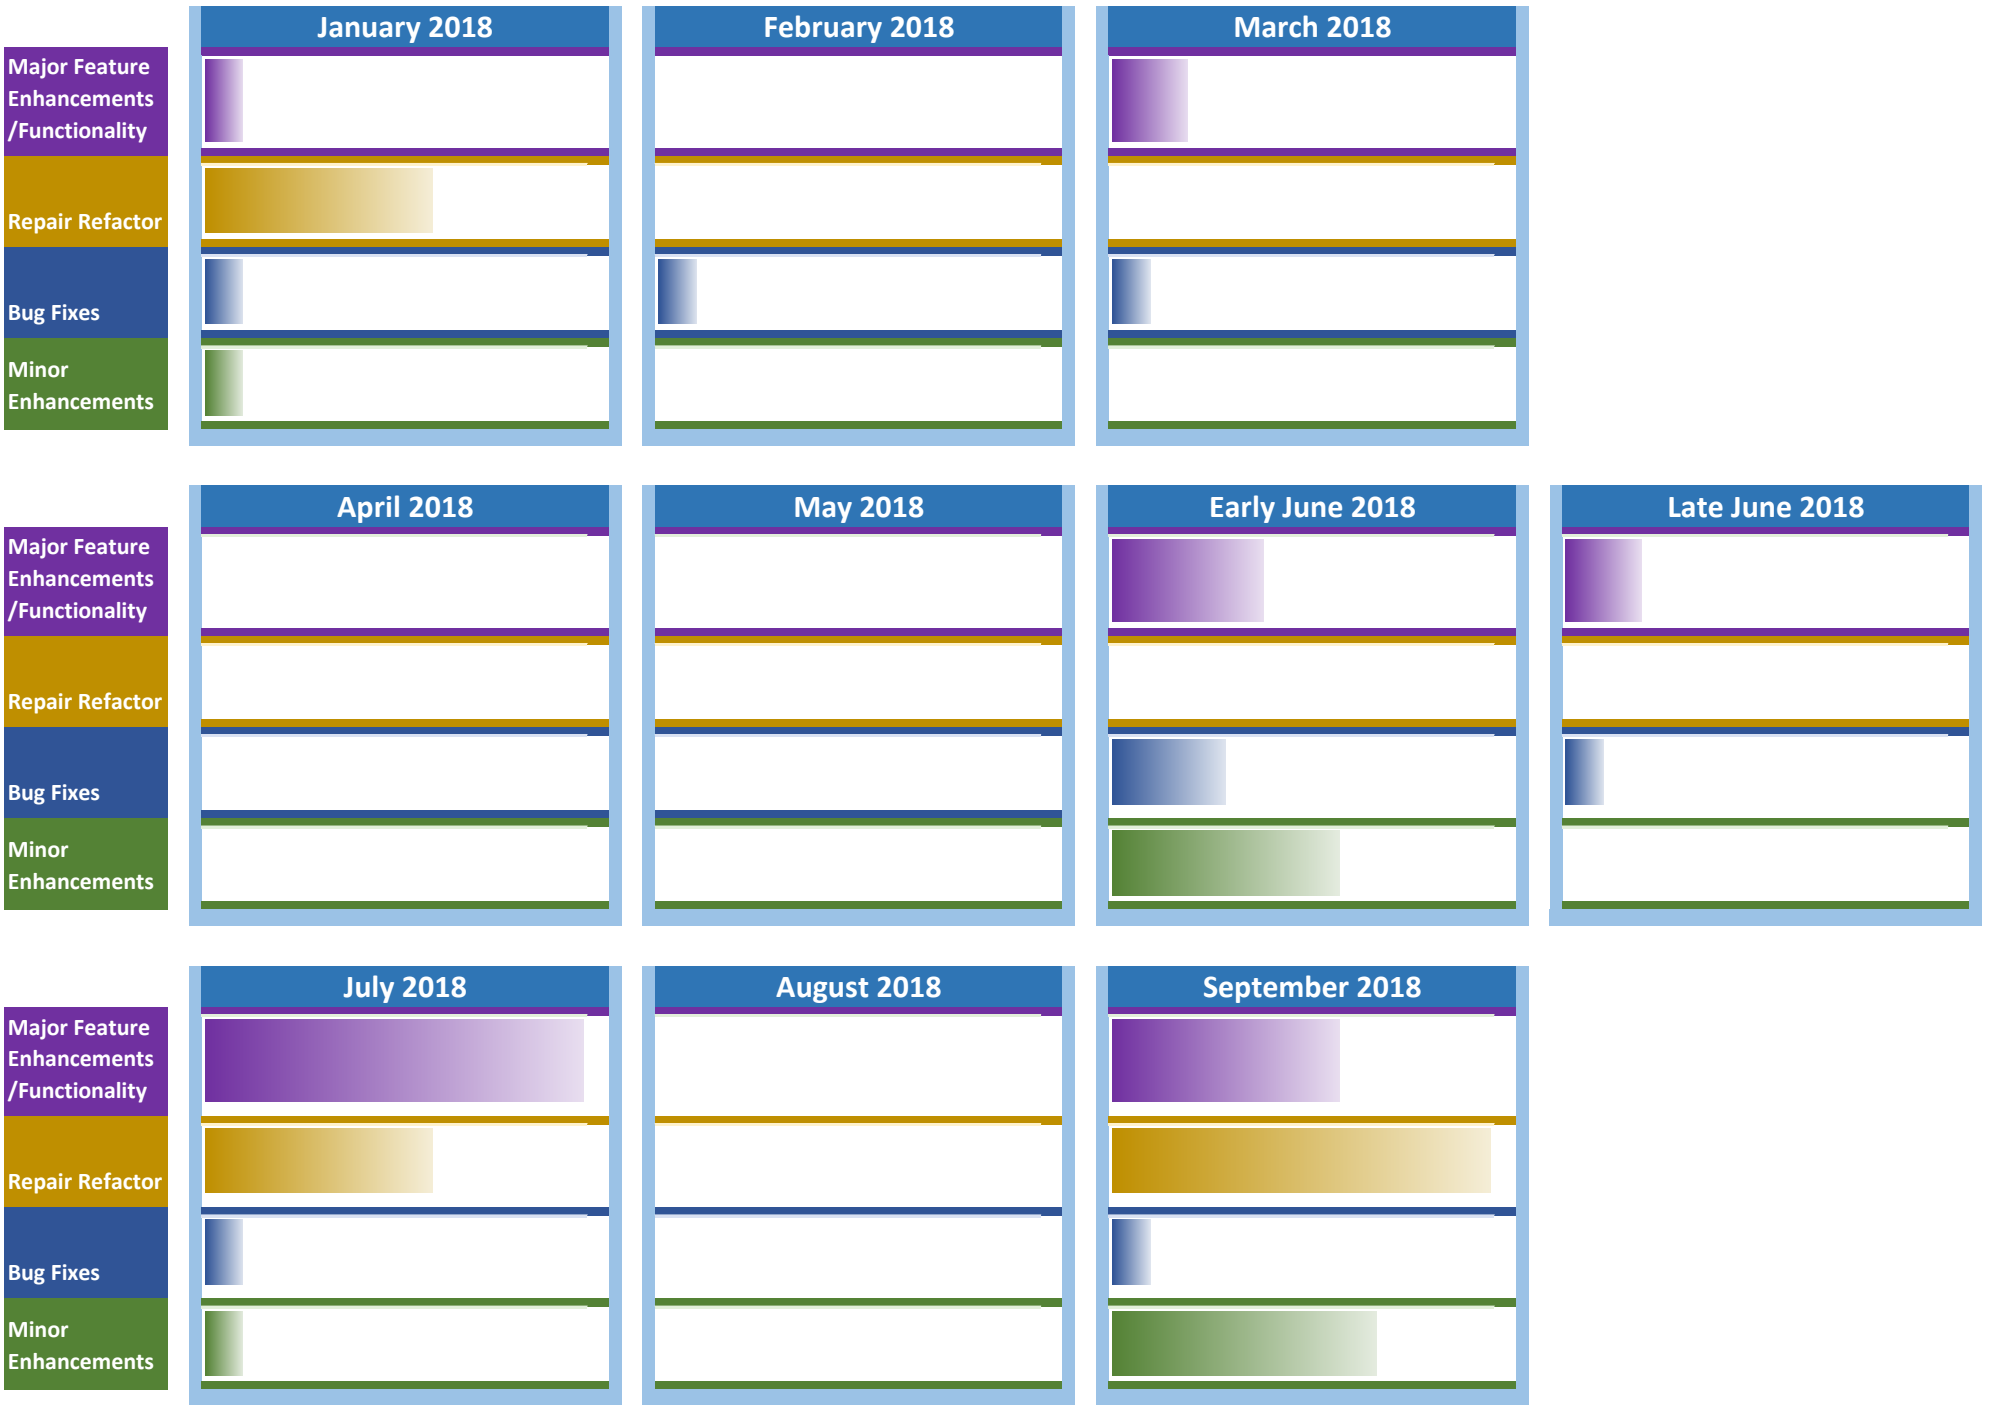 January 2018
February 2018
March 2018
Major Feature
Enhancements
/Functionality
Repair Refactor
Bug Fixes
Minor
Enhancements
April 2018
May 2018
Early June 2018
Late June 2018
Major Feature
Enhancements
/Functionality
Repair Refactor
Bug Fixes
Minor
Enhancements
July 2018
August 2018
September 2018
Major Feature
Enhancements
/Functionality
Repair Refactor
Bug Fixes
Minor
Enhancements